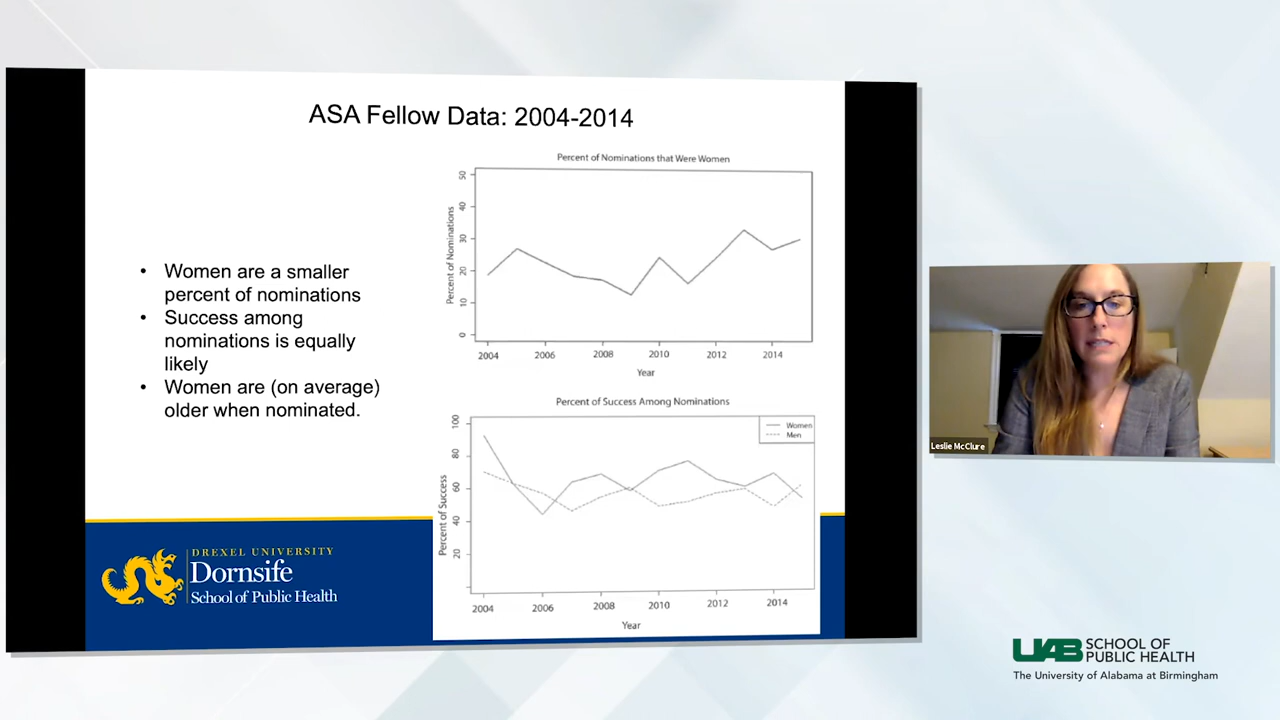 ASA Fellow Data: 2004-2014
• Women are a smaller
percent of nominations
• Success among
nominations is equally
likely
• Women are (on average)
older when nominated.
Percent of Nominations that Were Women
Percent of Nominations
50
40
30
20
10
0
2004 2006 2008 2010 2012 2014
Year
Percent of Success Among Nominations
Women
Men
Percent of Success
100
80
60
40
20
2004 2006 2008 2010 2012 2014
Year
DREXEL UNIVERSITY
Dornsife
School of Public Health
Leslie McClure
UAB SCHOOL OF
PUBLIC HEALTH
The University of Alabama at Birmingham